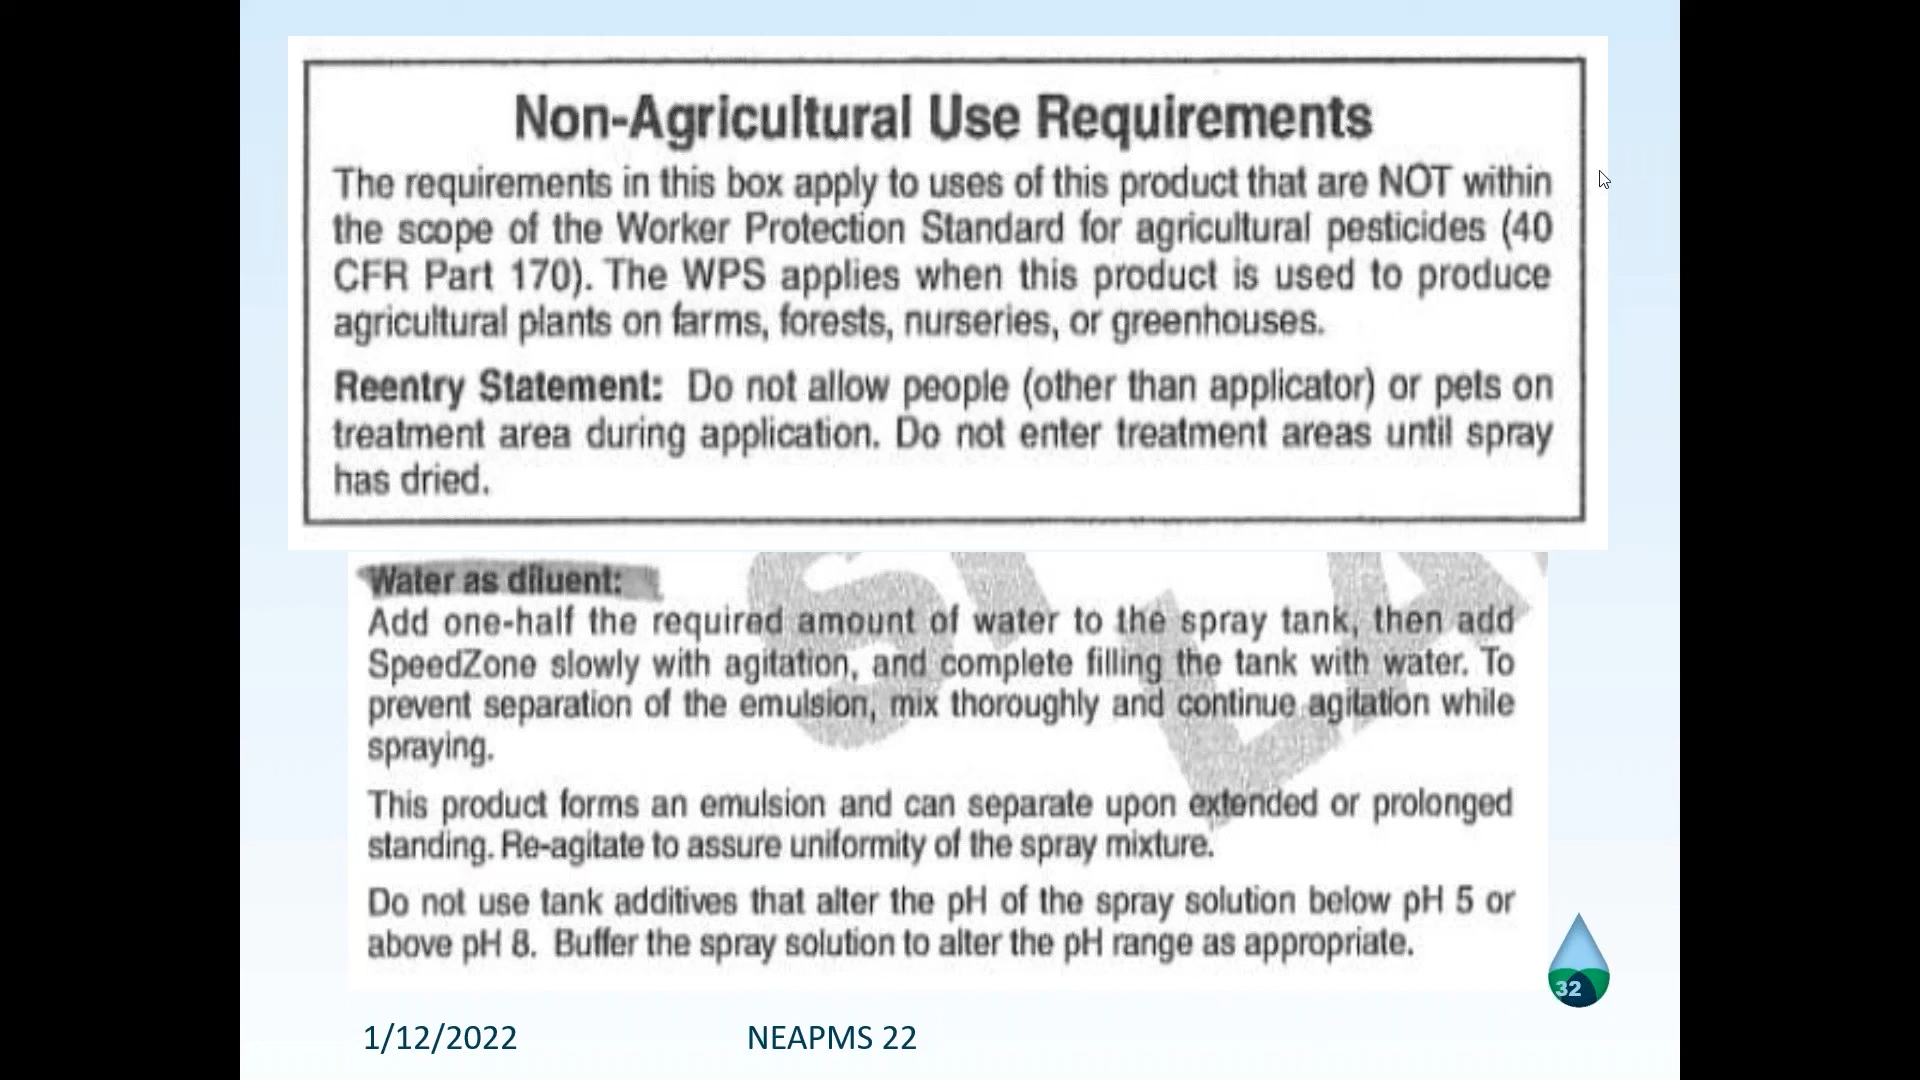 Non-Agricultural Use Requirements
The requirements in this box apply to uses of this product that are NOT within
the scope of the Worker Protection Standard for agricultural pesticides (40
CFR Part 170). The WPS applies when this product is used to produce
agricultural plants on farms, forests, nurseries, or greenhouses.
Reentry Statement: Do not allow people (other than applicator) or pets on
treatment area during application. Do not enter treatment areas until spray
has dried.
Water as diluent:
Add one-half the required amount of water to the spray tank, then add
SpeedZone slowly with agitation, and complete filling the tank with water. To
prevent separation of the emulsion, mix thoroughly and continue agitation while
spraying.
This product forms an emulsion and can separate upon extended or prolonged
standing. Re-agitate to assure uniformity of the spray mixture.
Do not use tank additives that alter the pH of the spray solution below pH 5 or
above pH 8. Buffer the spray solution to alter the pH range as appropriate.
32
1/12/2022
NEAPMS 22